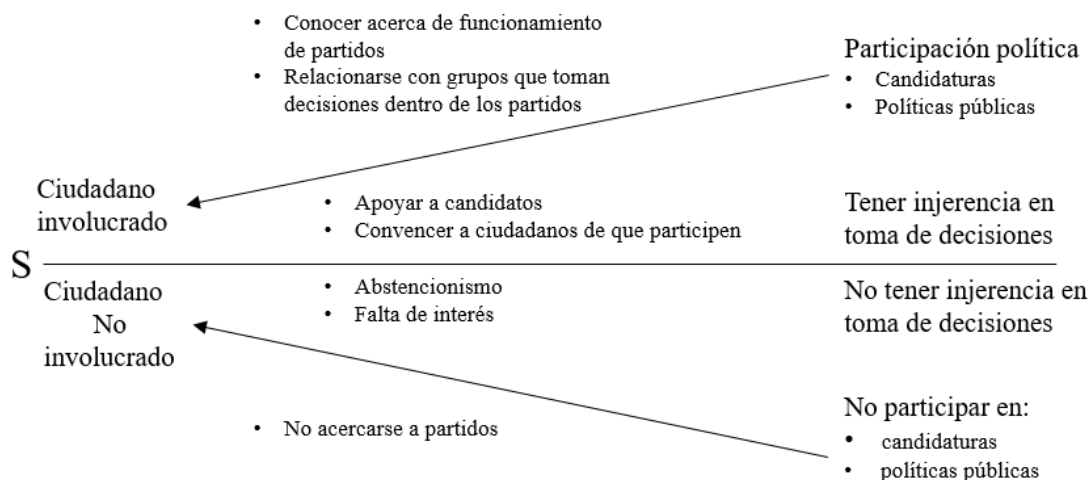 • Conocer acerca de funcionamiento
de partidos
• Relacionarse con grupos que toman
decisiones dentro de los partidos
Participación política
• Candidaturas
• Políticas públicas
Ciudadano
involucrado
• Apoyar a candidatos
• Convencer a ciudadanos de que participen
Tener injerencia en
toma de decisiones
S
Ciudadano
No
involucrado
• Abstencionismo
• Falta de interés
No tener injerencia en
toma de decisiones
• No acercarse a partidos
No participar en:
• candidaturas
• políticas públicas